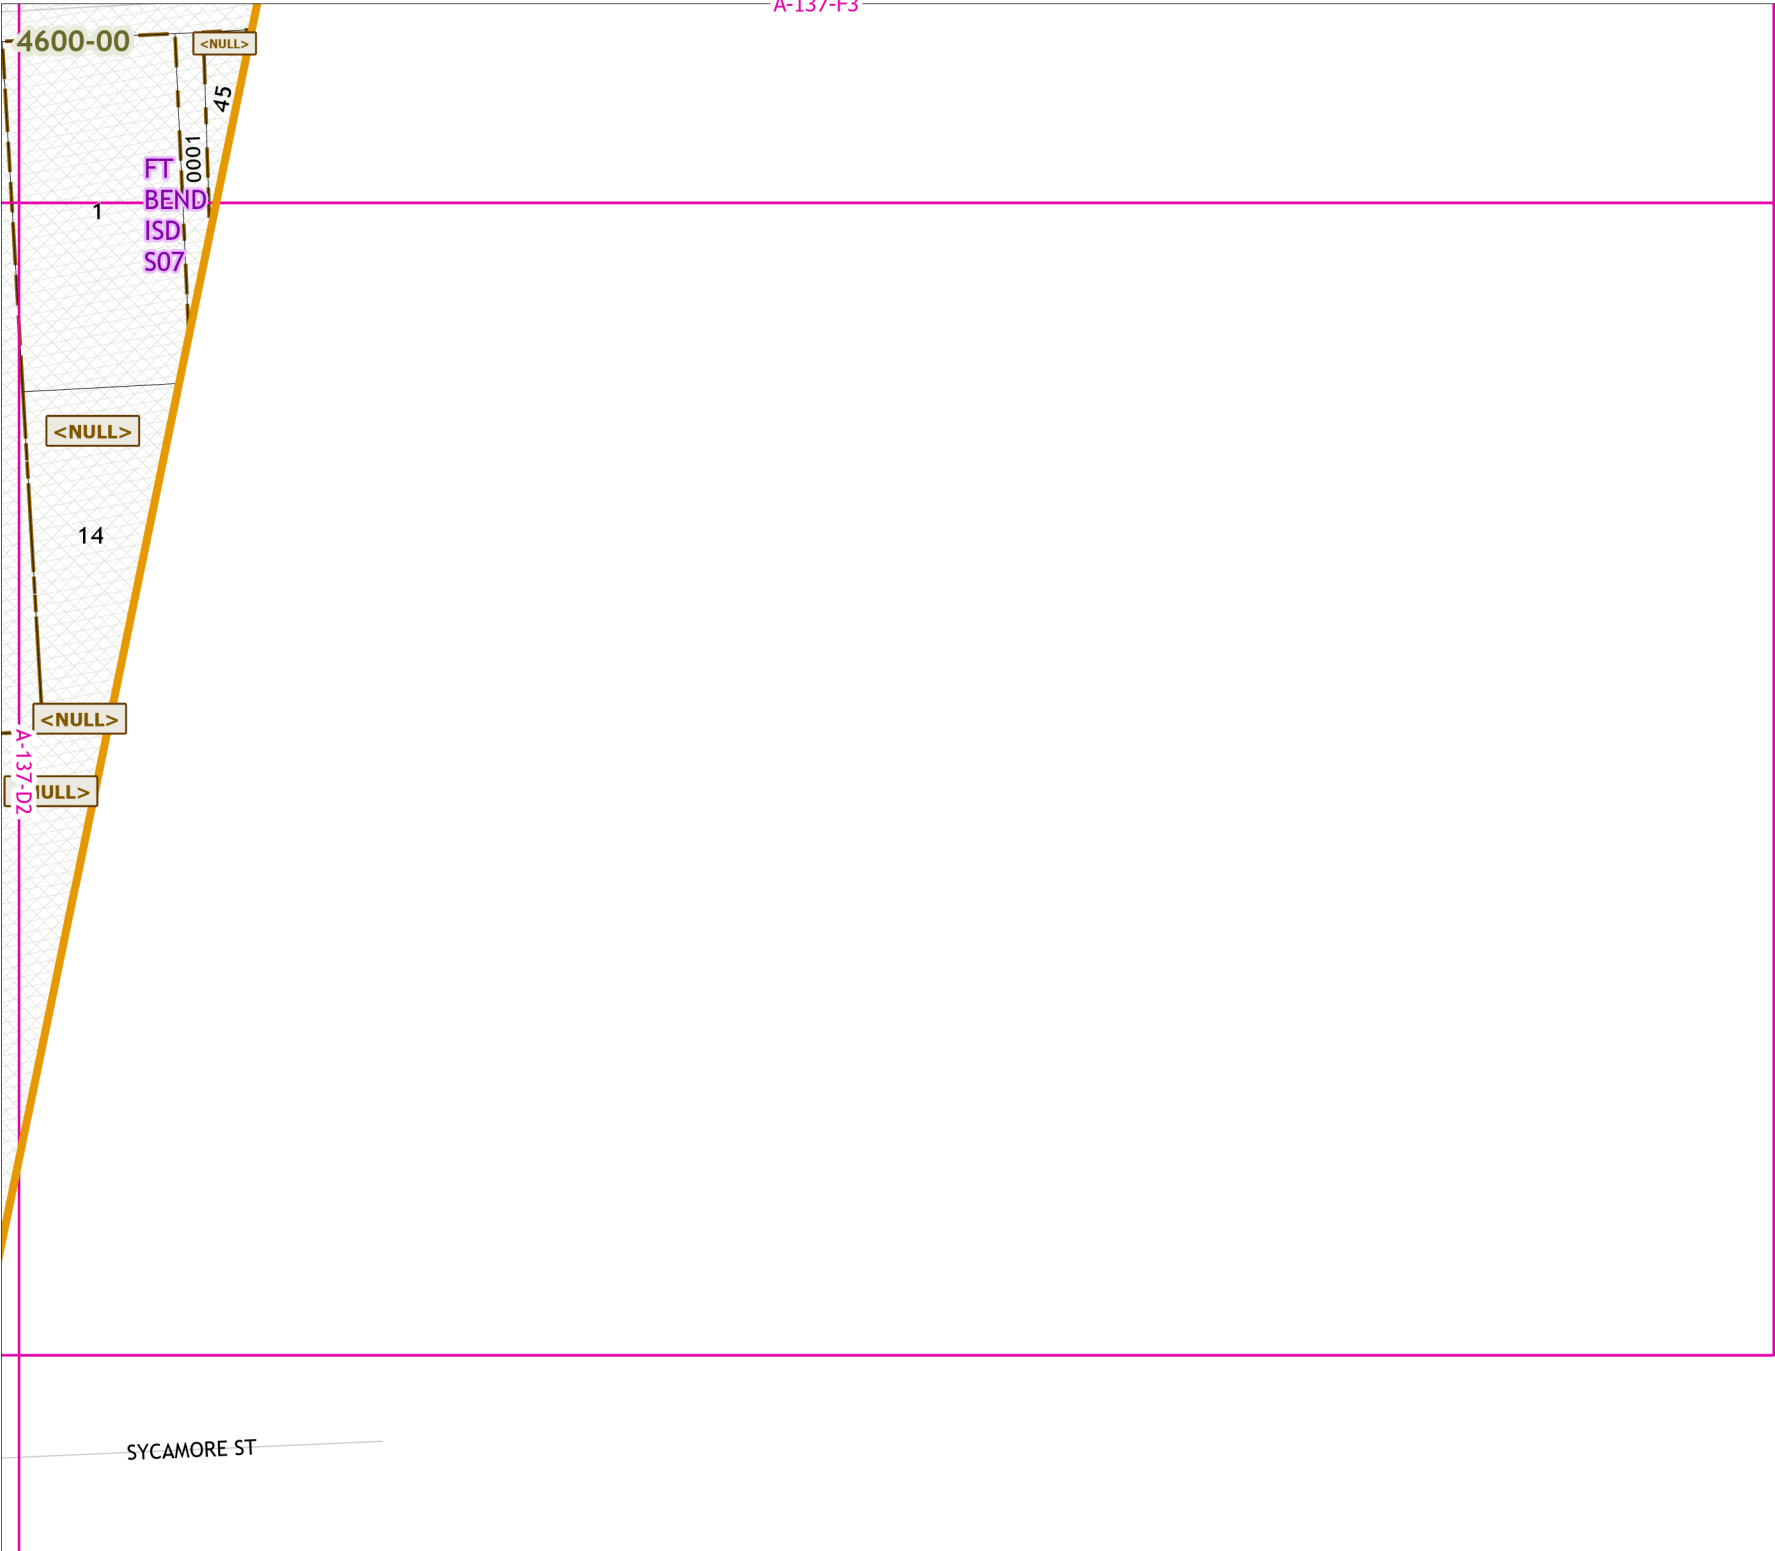 A-137-F3
4600-00
<NULL>
45
0001
FT
BEND
ISD
S07
1
<NULL>
14
<NULL>
A-137-D2
ULL>
SYCAMORE ST